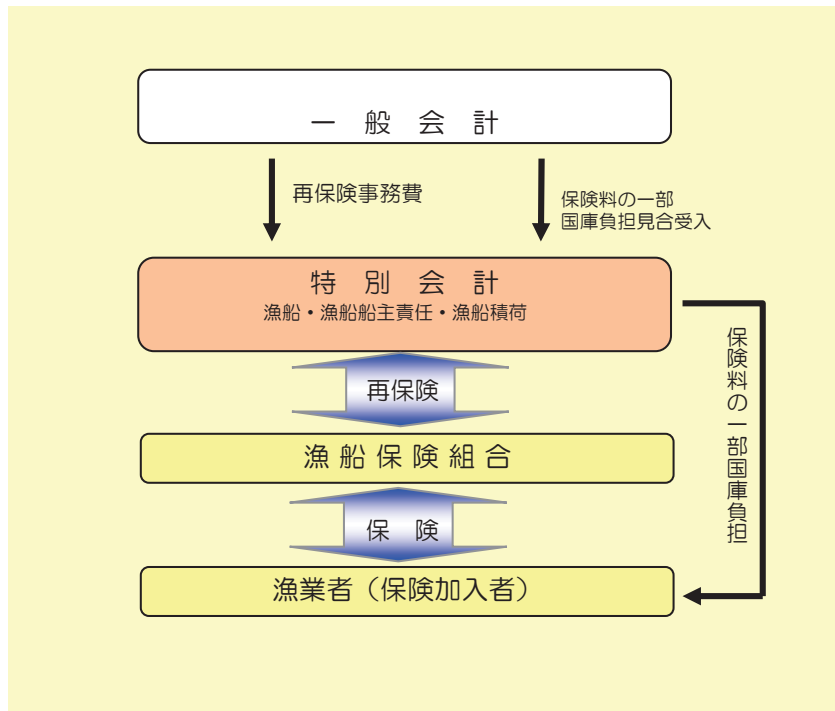 一 般 会 計
再保険事務費
保険料の一部
国庫負担見合受入
特 別 会 計
漁船・漁船船主責任・漁船積荷
再保険
漁 船 保 険 組 合
保 険
漁業者（保険加入者）
保険料の一部国庫負担